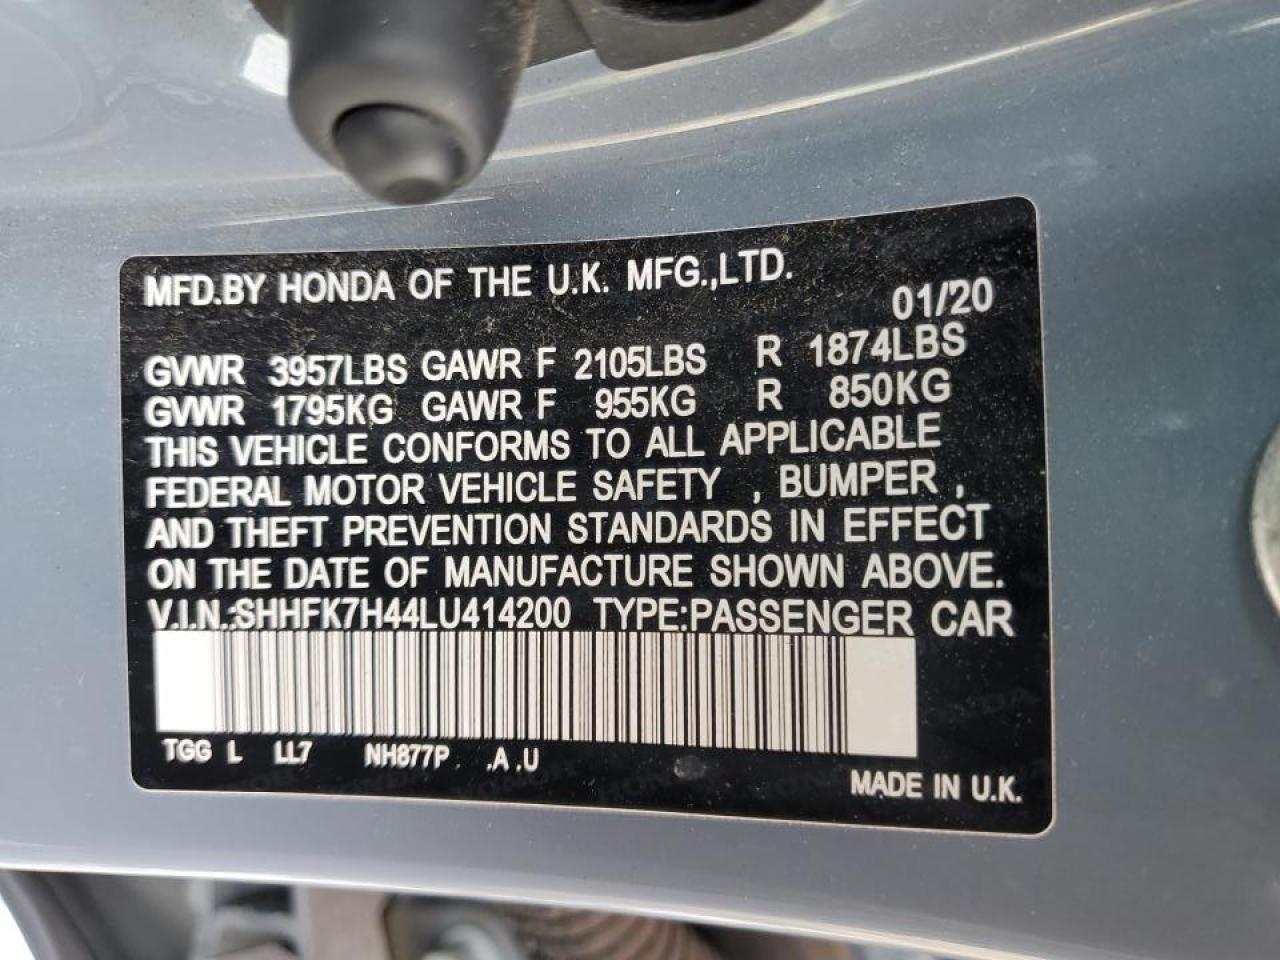 MFD.BY HONDA OF THE U.K. MFG.,LTD.
01/20
GVWR 3957LBS GAWR F 2105LBS R 1874LBS
GVWR 1795KG GAWR F 955KG R 850KG
THIS VEHICLE CONFORMS TO ALL APPLICABLE
FEDERAL MOTOR VEHICLE SAFETY , BUMPER ,
AND THEFT PREVENTION STANDARDS IN EFFECT
ON THE DATE OF MANUFACTURE SHOWN ABOVE.
V.I.N.:SHHFK7H44LU414200 TYPE:PASSENGER CAR
TGG L LL7 NH877P .A .U
MADE IN U.K.